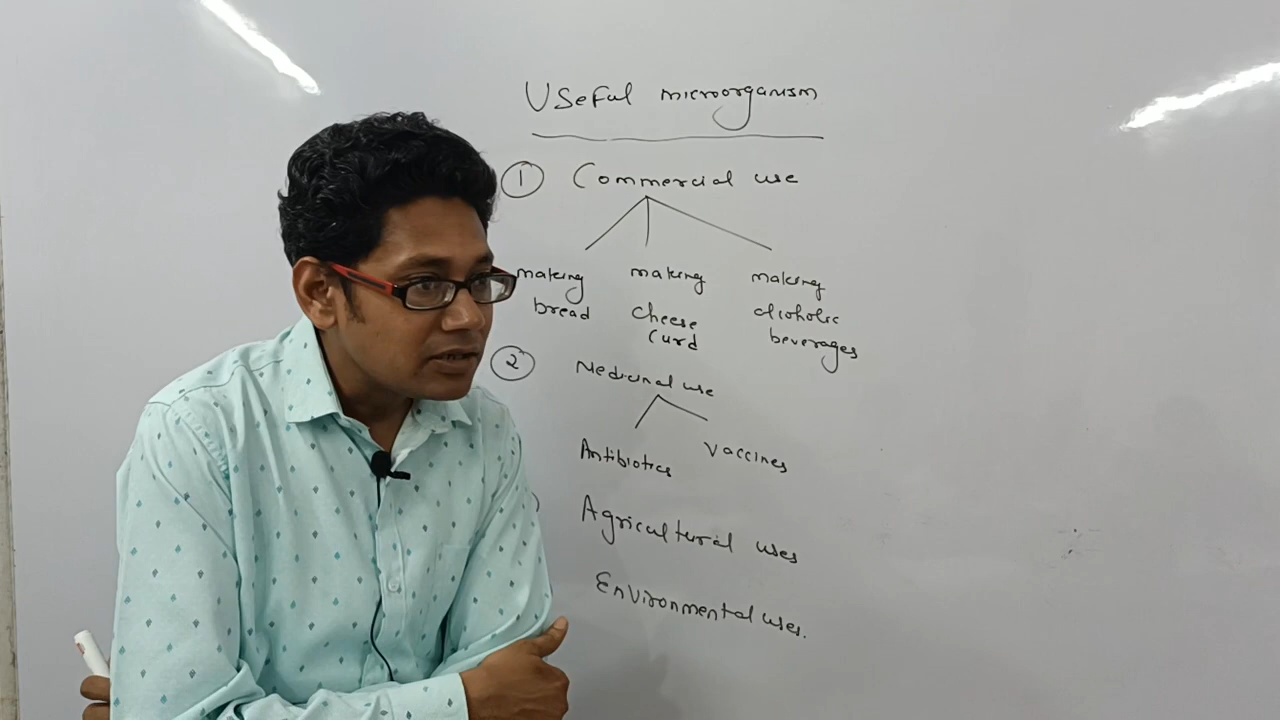 Useful microorganism
① Commercial use
making making making
bread cheese alcoholic
curd beverages
② Medicinal use
Antibiotics Vaccines
Agricultural uses
Environmental uses.